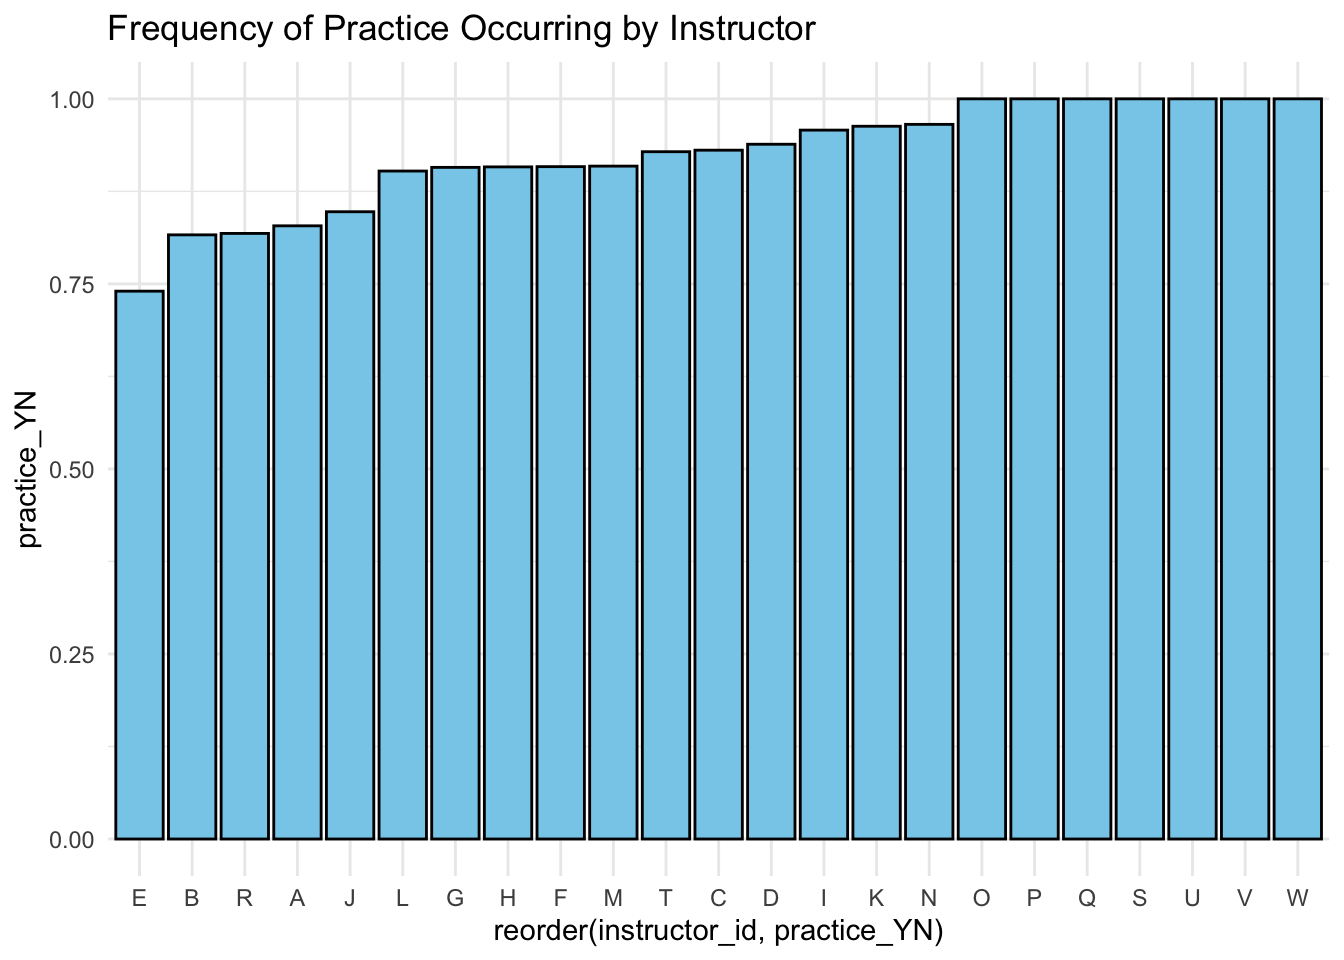 Frequency of Practice Occurring by Instructor
1.00
0.75
0.50
0.25
0.00
practice_YN
E B R A J L G H F M T C D I K N O P Q S U V W
reorder(instructor_id, practice_YN)